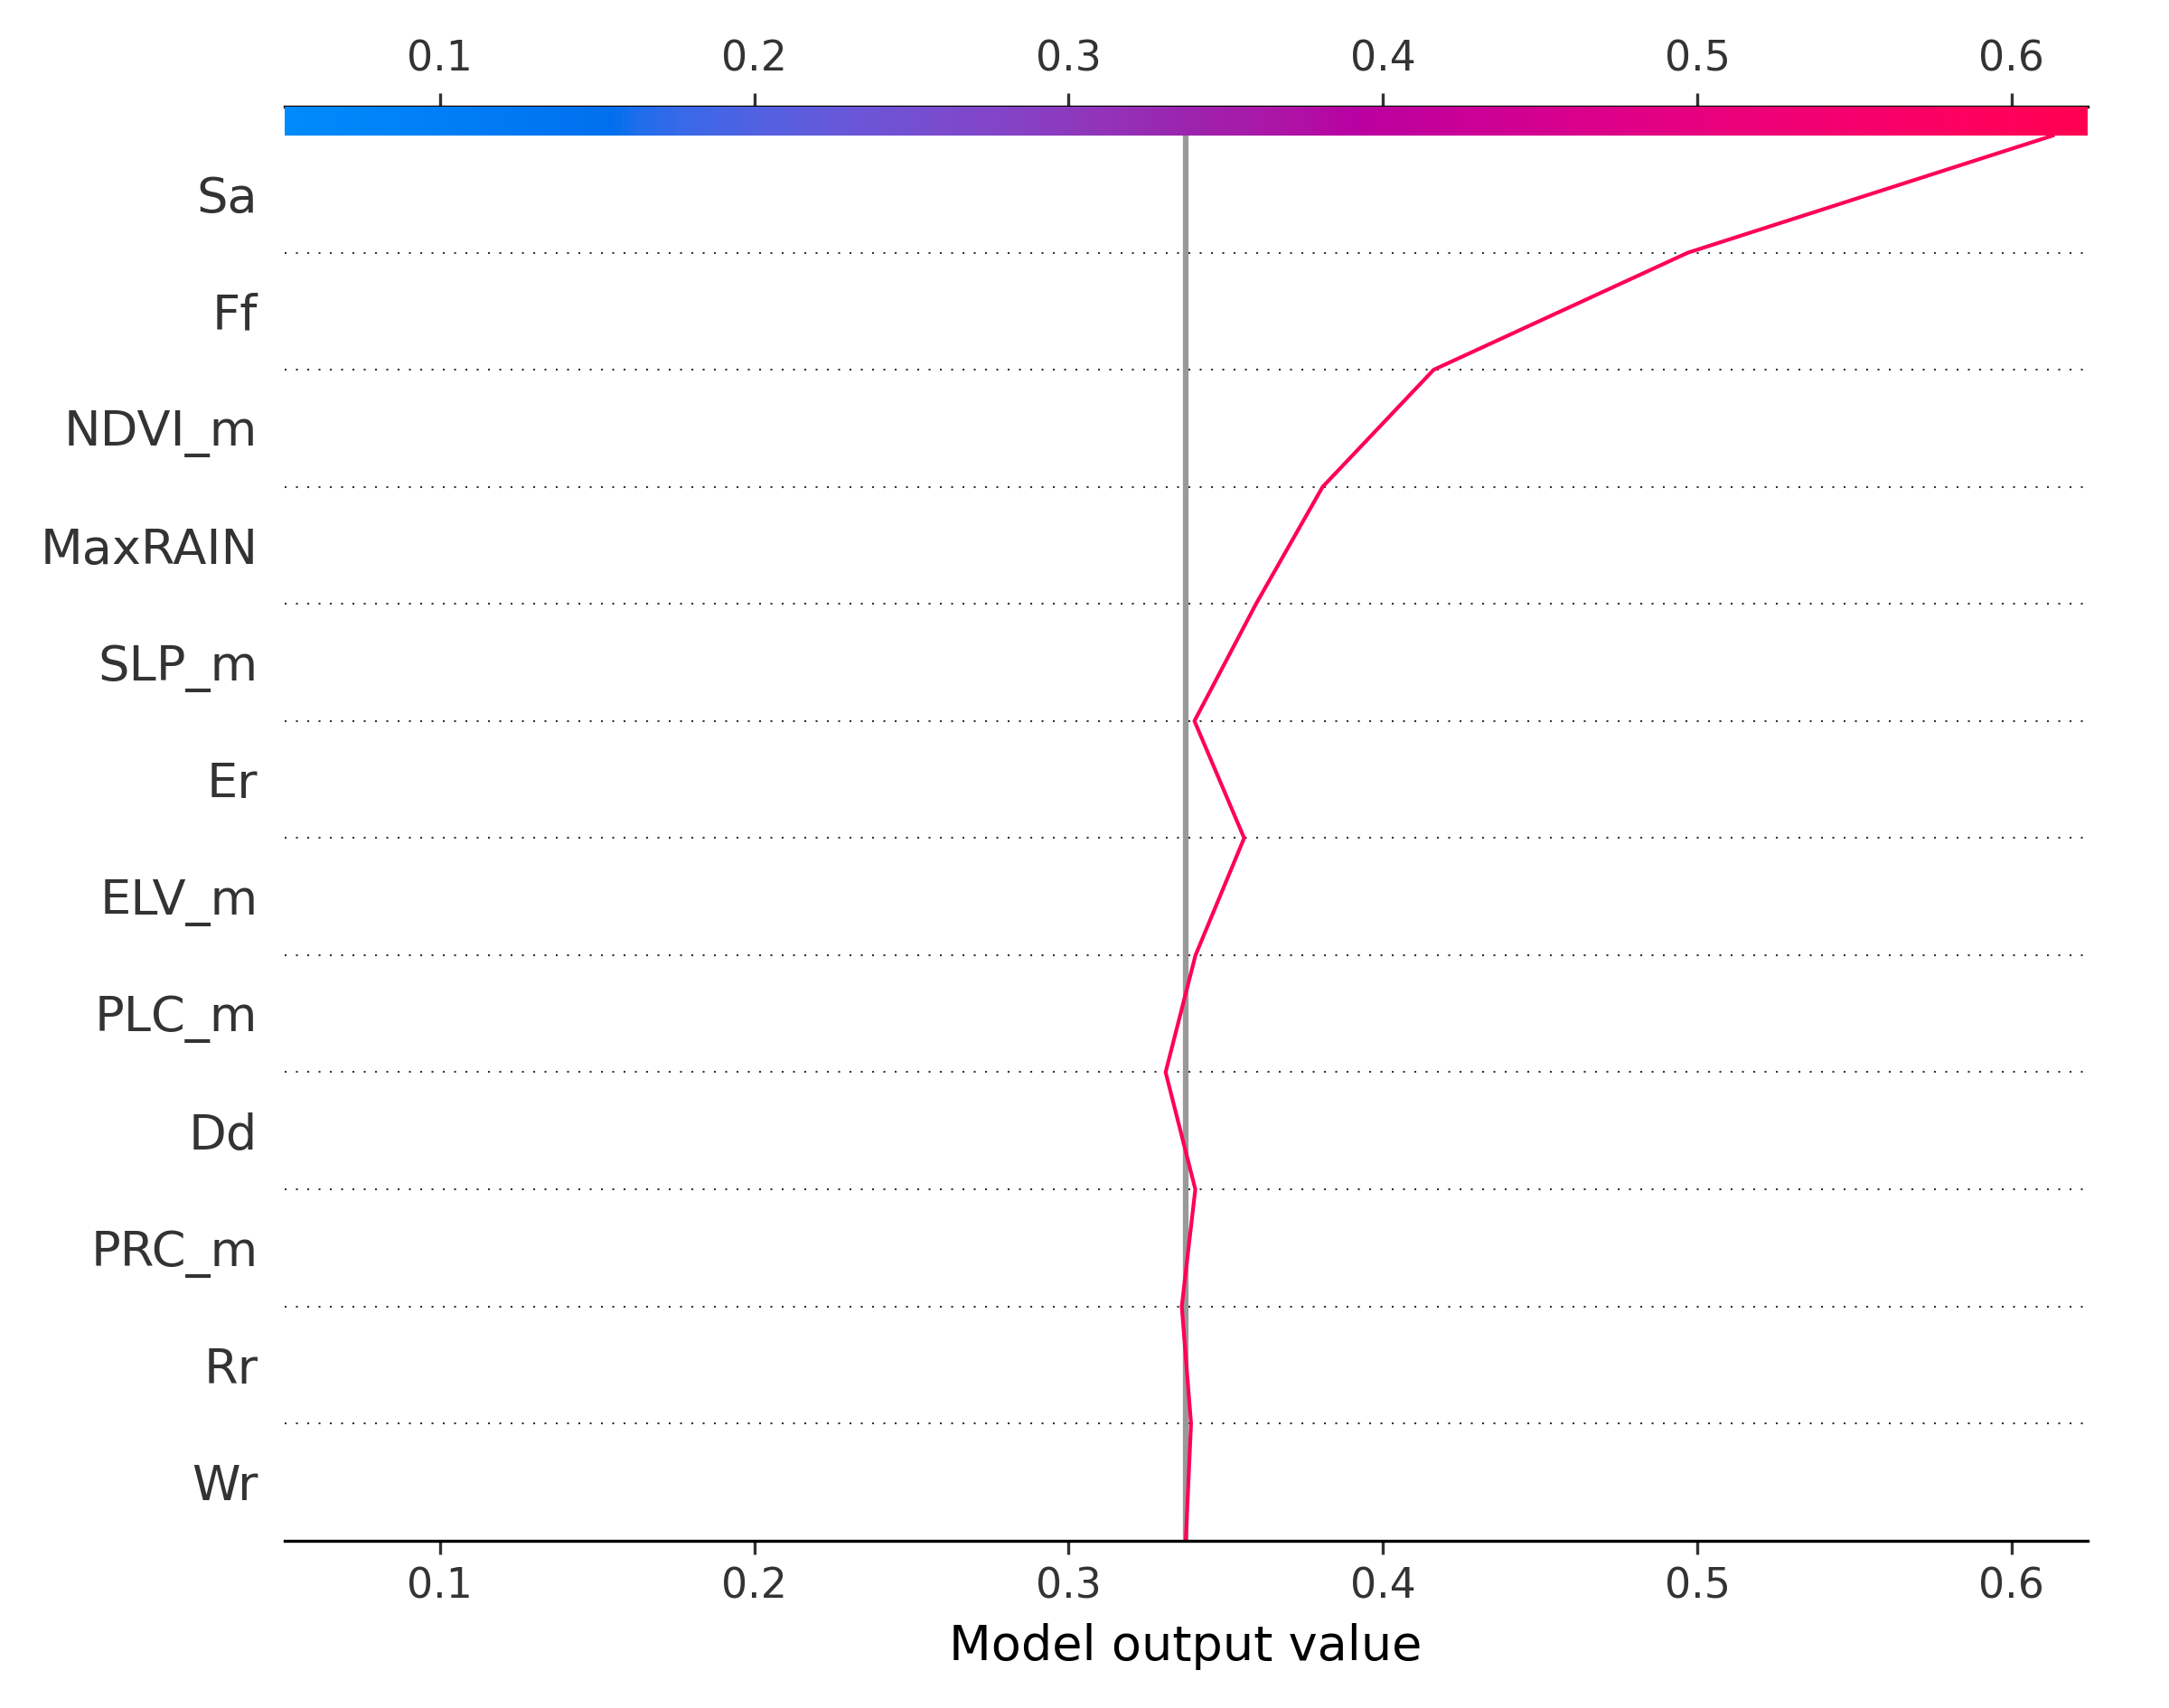 0.1 0.2 0.3 0.4 0.5 0.6
Sa
Ff
NDVI_m
MaxRAIN
SLP_m
Er
ELV_m
PLC_m
Dd
PRC_m
Rr
Wr
0.1 0.2 0.3 0.4 0.5 0.6
Model output value